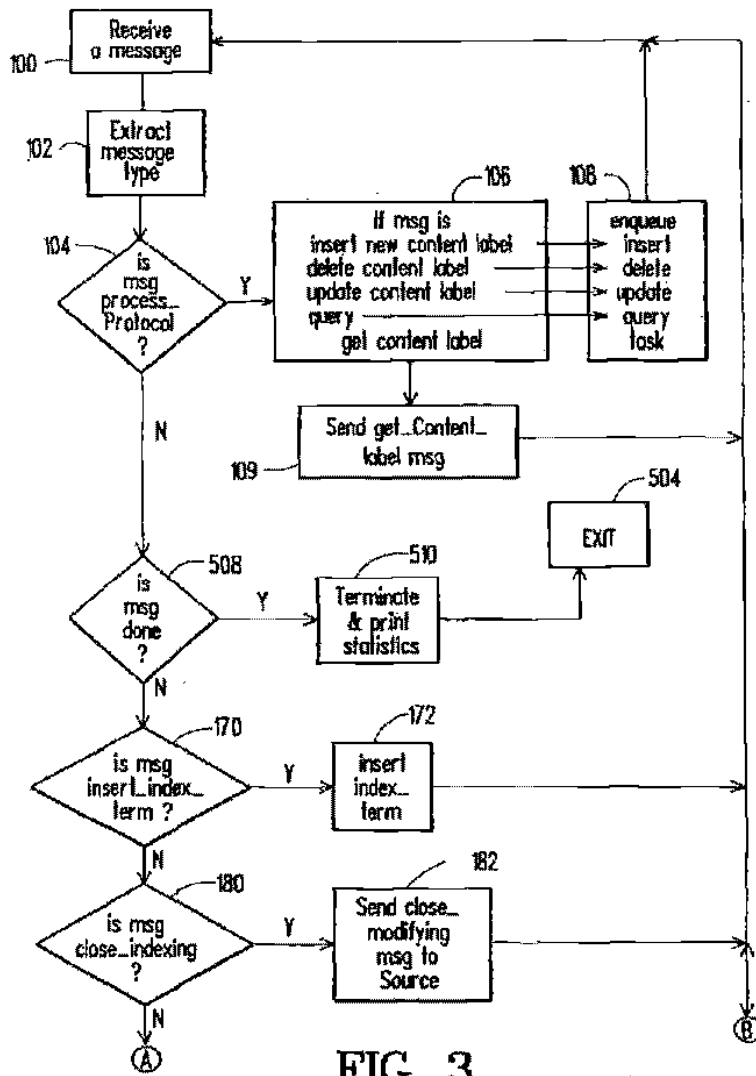 Receive
a message
100
Extract
message
type
102
104
is
msg
process_
Protocol
?
Y
N
106
If msg is
insert new content label
delete content label
update content label
query
get content label
108
enqueue
insert
delete
update
query
task
Send get_Content_
label msg
109
504
EXIT
508
is
msg
done
?
Y
N
510
Terminate
& print
statistics
170
is msg
insert_index_
term ?
Y
N
172
insert
index_
term
180
is msg
close_indexing
?
Y
N
182
Send close_
modifying
msg to
Source
A
B
FIG. 3